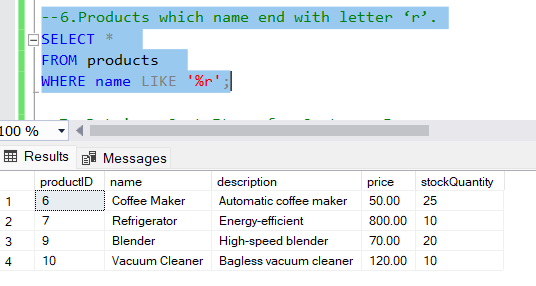 --6.Products which name end with letter ‘r’.
SELECT *
FROM products
WHERE name LIKE '%r';
100 %
Results Messages
productID name description price stockQuantity
1 6 Coffee Maker Automatic coffee maker 50.00 25
2 7 Refrigerator Energy-efficient 800.00 10
3 9 Blender High-speed blender 70.00 20
4 10 Vacuum Cleaner Bagless vacuum cleaner 120.00 10